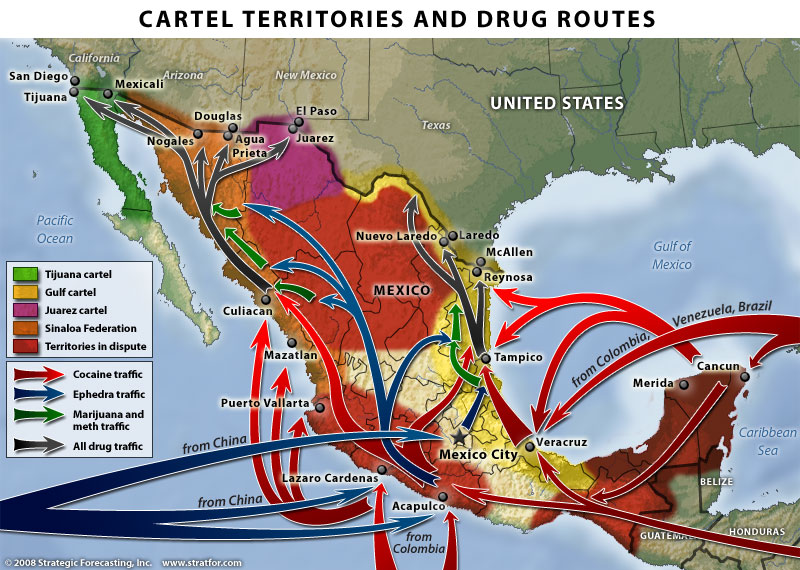 CARTEL TERRITORIES AND DRUG ROUTES
California
San Diego
Tijuana
Mexicali
Arizona
New Mexico
Douglas
El Paso
Nogales
Agua
Prieta
Juarez
Texas
UNITED STATES
Pacific
Ocean
Nuevo Laredo
Laredo
McAllen
Reynosa
Gulf of
Mexico
Tijuana cartel
Gulf cartel
Juarez cartel
Sinaloa Federation
Territories in dispute
MEXICO
Culiacan
Mazatlan
Tampico
from Colombia, Venezuela, Brazil
Cancun
Merida
Cocaine traffic
Ephedra traffic
Marijuana and
meth traffic
All drug traffic
Puerto Vallarta
from China
Mexico City
Veracruz
Caribbean
Sea
Lazaro Cardenas
from China
Acapulco
from
Colombia
BELIZE
GUATEMALA
HONDURAS
© 2008 Strategic Forecasting, Inc. www.stratfor.com